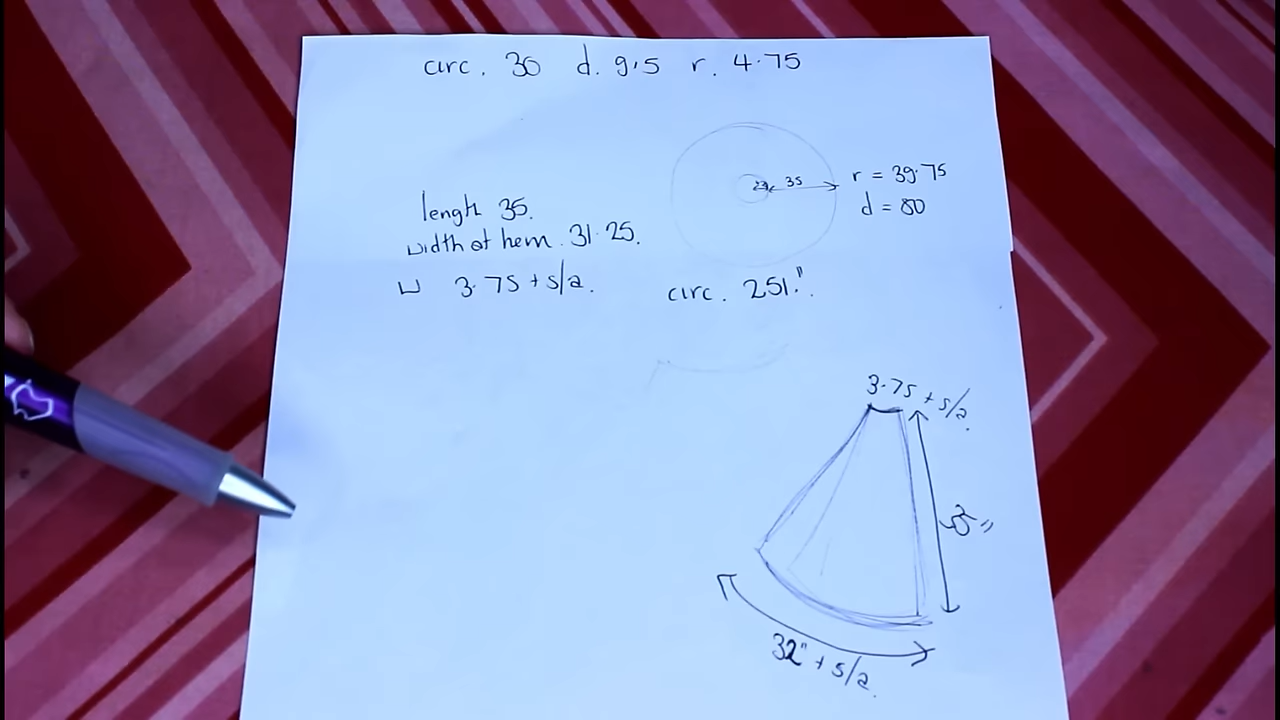 circ. 30 d. 9.5 r. 4.75
35
r = 39.75
d = 80
length 35.
width at hem. 31.25.
w 3.75 + s/a.
circ. 251."
3.75 + s/a.
32" + s/a.